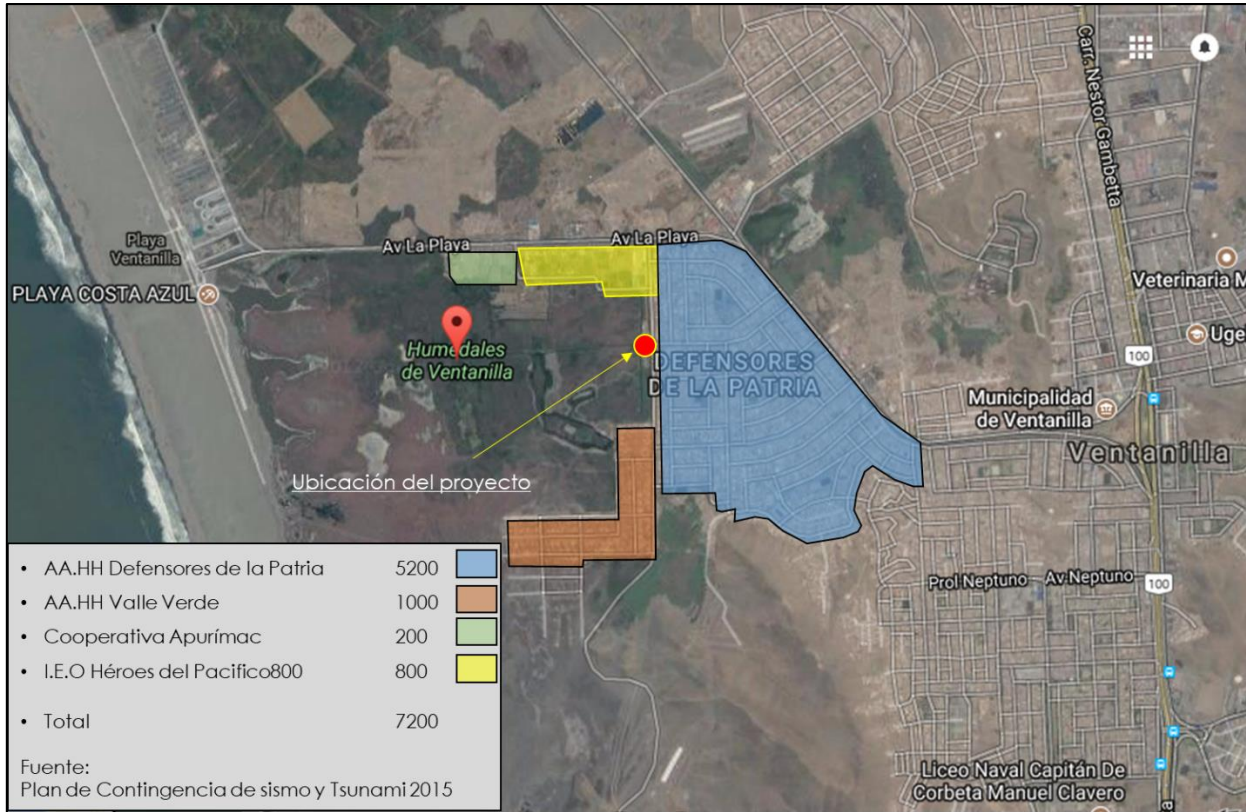 Carr. Nestor Gambetta
Playa
Ventanilla
Av La Playa
Av La Playa
PLAYA COSTA AZUL
Veterinaria M
Humedales
de Ventanilla
DEFENSORES
DE LA PATRIA
Uge
100
Municipalidad
de Ventanilla
Ventanilla
Ubicación del proyecto
• AA.HH Defensores de la Patria 5200
• AA.HH Valle Verde 1000
• Cooperativa Apurímac 200
• I.E.O Héroes del Pacifico800 800
• Total 7200
Fuente:
Plan de Contingencia de sismo y Tsunami 2015
Prol Neptuno
Av Neptuno
100
Liceo Naval Capitán De
Corbeta Manuel Clavero